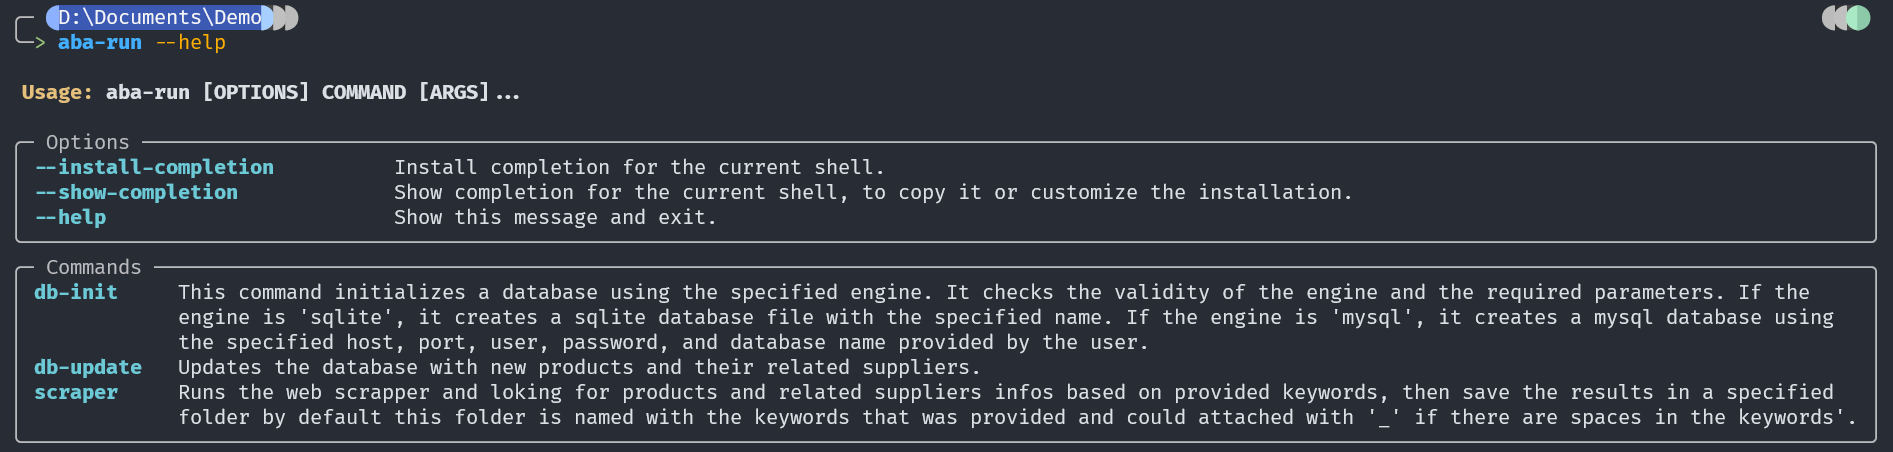 D:\Documents\Demo
> aba-run --help
Usage: aba-run [OPTIONS] COMMAND [ARGS]...
Options
--install-completion Install completion for the current shell.
--show-completion Show completion for the current shell, to copy it or customize the installation.
--help Show this message and exit.
Commands
db-init This command initializes a database using the specified engine. It checks the validity of the engine and the required parameters. If the
engine is 'sqlite', it creates a sqlite database file with the specified name. If the engine is 'mysql', it creates a mysql database using
the specified host, port, user, password, and database name provided by the user.
db-update Updates the database with new products and their related suppliers.
scraper Runs the web scrapper and loking for products and related suppliers infos based on provided keywords, then save the results in a specified
folder by default this folder is named with the keywords that was provided and could attached with '_' if there are spaces in the keywords'.